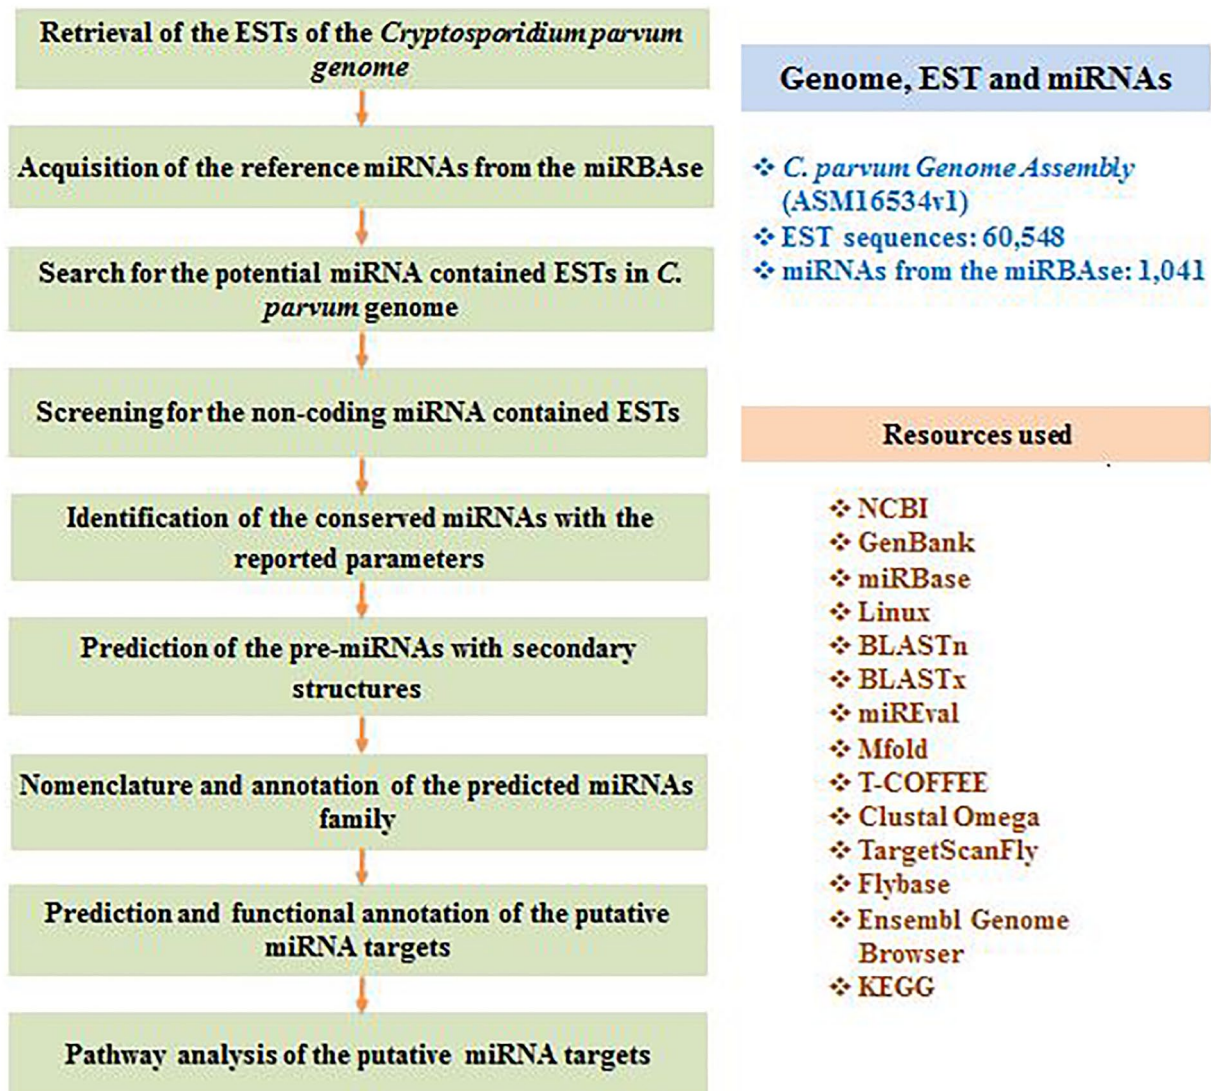 Retrieval of the ESTs of the Cryptosporidium parvum
genome
Acquisition of the reference miRNAs from the miRBAse
Search for the potential miRNA contained ESTs in C.
parvum genome
Screening for the non-coding miRNA contained ESTs
Identification of the conserved miRNAs with the
reported parameters
Prediction of the pre-miRNAs with secondary
structures
Nomenclature and annotation of the predicted miRNAs
family
Prediction and functional annotation of the putative
miRNA targets
Pathway analysis of the putative miRNA targets
Genome, EST and miRNAs
❖ C. parvum Genome Assembly
(ASM16534v1)
❖ EST sequences: 60,548
❖ miRNAs from the miRBAse: 1,041
Resources used
❖ NCBI
❖ GenBank
❖ miRBase
❖ Linux
❖ BLASTn
❖ BLASTx
❖ miREval
❖ Mfold
❖ T-COFFEE
❖ Clustal Omega
❖ TargetScanFly
❖ Flybase
❖ Ensembl Genome
Browser
❖ KEGG